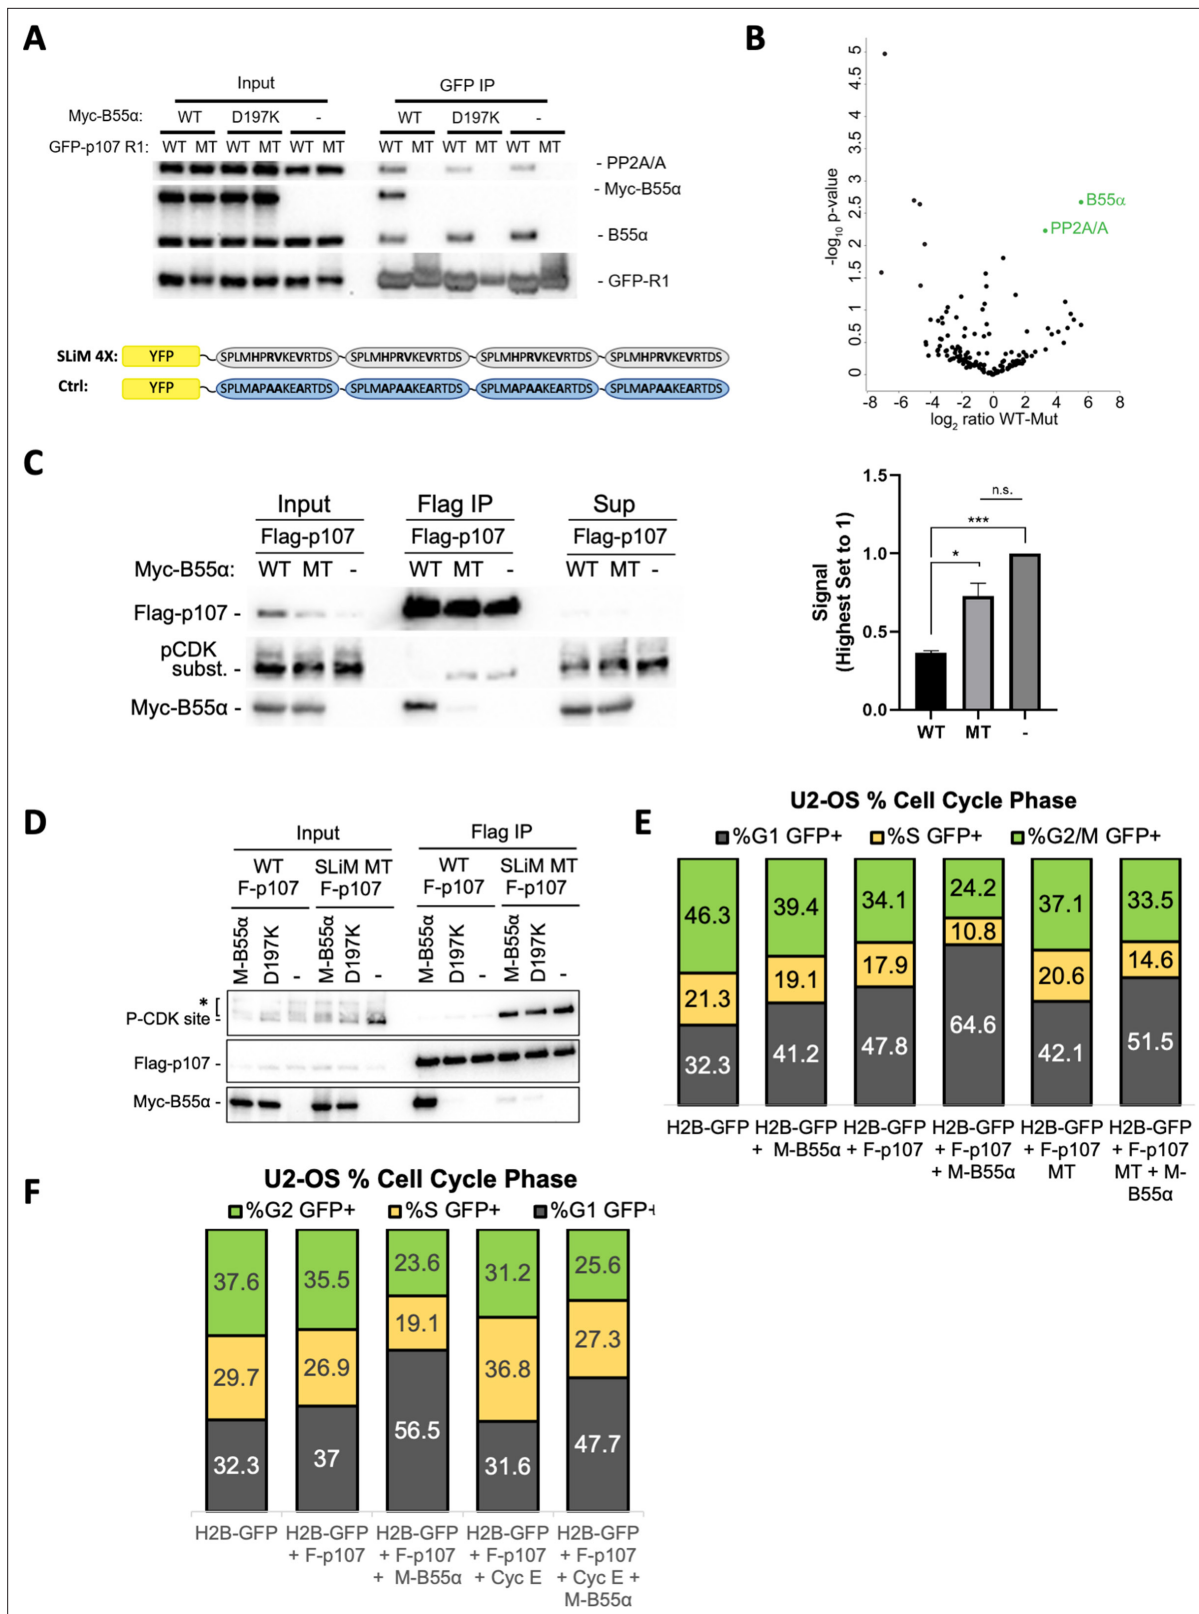 A
Input
GFP IP
Myc-B55α: WT D197K - WT D197K -
GFP-p107 R1: WT MT WT MT WT MT WT MT WT MT WT MT
- PP2A/A
- Myc-B55α
- B55α
- GFP-R1
SLiM 4X: YFP SPLMHPRVKEVRTDS SPLMHPRVKEVRTDS SPLMHPRVKEVRTDS SPLMHPRVKEVRTDS
Ctrl: YFP SPLMAPAAKEARTDS SPLMAPAAKEARTDS SPLMAPAAKEARTDS SPLMAPAAKEARTDS
B
-log10 p-value
5
4.5
4
3.5
3
2.5
2
1.5
1
0.5
0
B55α
PP2A/A
-8 -6 -4 -2 0 2 4 6 8
log2 ratio WT-Mut
C
Input Flag IP Sup
Flag-p107 Flag-p107 Flag-p107
Myc-B55α: WT MT - WT MT - WT MT -
Flag-p107 -
pCDK
subst. -
Myc-B55α -
Signal
(Highest Set to 1)
1.5
1.0
0.5
0.0
n.s.
***
*
WT MT -
D
Input Flag IP
WT SLiM MT WT SLiM MT
F-p107 F-p107 F-p107 F-p107
M-B55α D197K - M-B55α D197K - M-B55α D197K - M-B55α D197K -
*
P-CDK site -
Flag-p107 -
Myc-B55α -
E
U2-OS % Cell Cycle Phase
%G1 GFP+ %S GFP+ %G2/M GFP+
46.3 39.4 34.1 24.2 37.1 33.5
21.3 19.1 17.9 10.8 20.6 14.6
32.3 41.2 47.8 64.6 42.1 51.5
H2B-GFP H2B-GFP H2B-GFP H2B-GFP H2B-GFP H2B-GFP
+ M-B55α + F-p107 + F-p107 + F-p107 + F-p107
+ M-B55α MT MT + M-
B55α
F
U2-OS % Cell Cycle Phase
%G2 GFP+ %S GFP+ %G1 GFP+
37.6 35.5 23.6 31.2 25.6
29.7 26.9 19.1 36.8 27.3
32.3 37 56.5 31.6 47.7
H2B-GFP H2B-GFP H2B-GFP H2B-GFP H2B-GFP
+ F-p107 + F-p107 + F-p107 + F-p107
+ M-B55α + Cyc E + Cyc E +
M-B55α